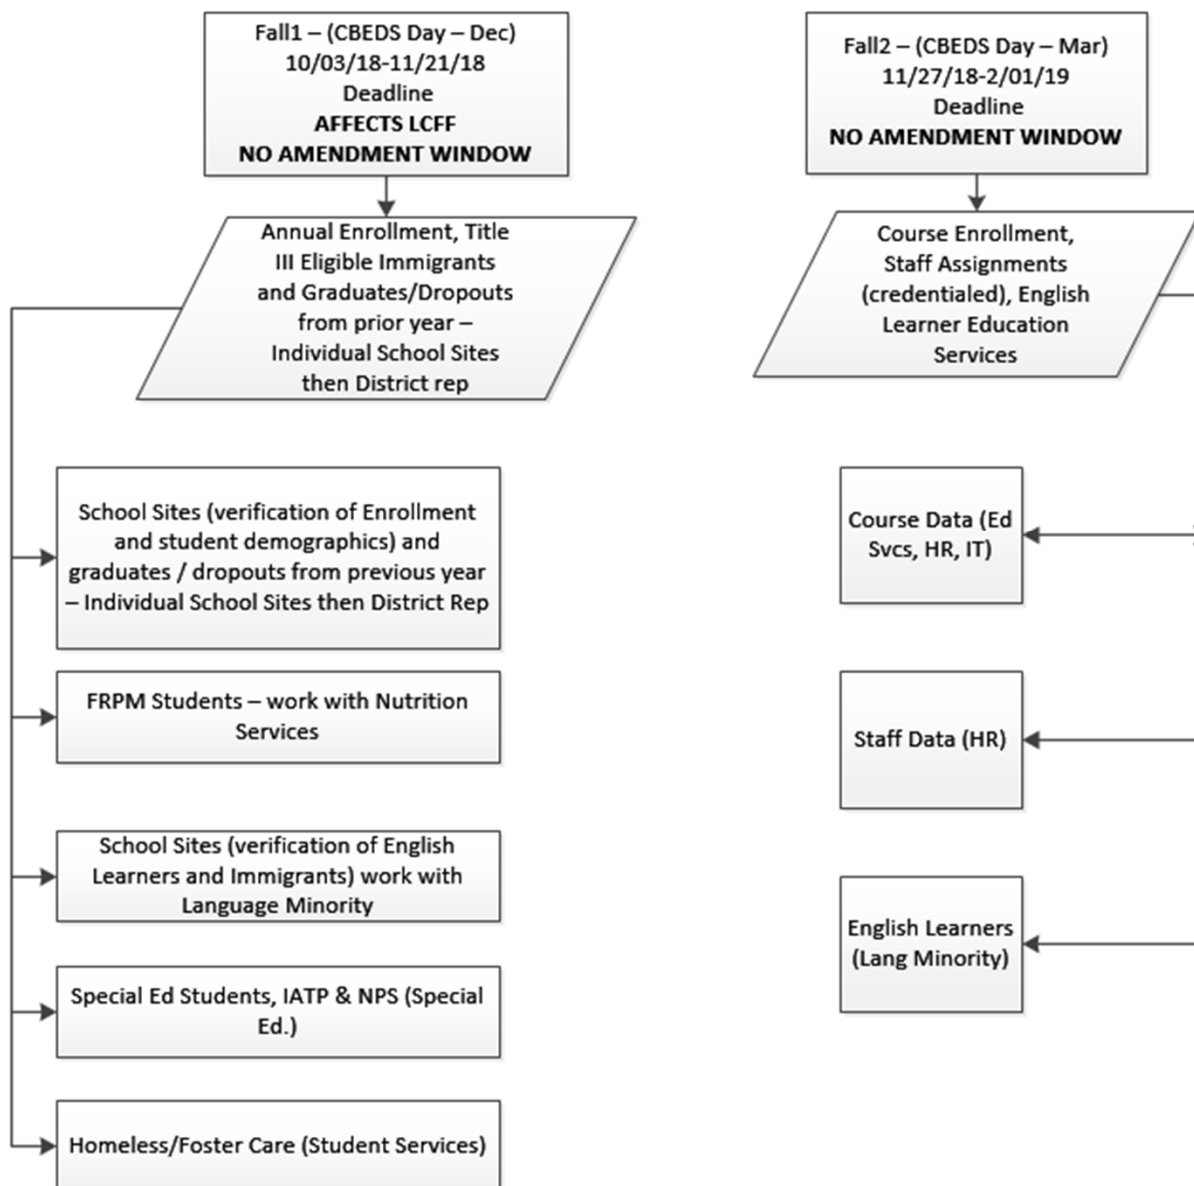 Fall1 – (CBEDS Day – Dec)
10/03/18-11/21/18
Deadline
AFFECTS LCFF
NO AMENDMENT WINDOW
Annual Enrollment, Title
III Eligible Immigrants
and Graduates/Dropouts
from prior year –
Individual School Sites
then District rep
School Sites (verification of Enrollment
and student demographics) and
graduates / dropouts from previous year
– Individual School Sites then District Rep
FRPM Students – work with Nutrition
Services
School Sites (verification of English
Learners and Immigrants) work with
Language Minority
Special Ed Students, IATP & NPS (Special
Ed.)
Homeless/Foster Care (Student Services)
Fall2 – (CBEDS Day – Mar)
11/27/18-2/01/19
Deadline
NO AMENDMENT WINDOW
Course Enrollment,
Staff Assignments
(credentialed), English
Learner Education
Services
Course Data (Ed
Svcs, HR, IT)
Staff Data (HR)
English Learners
(Lang Minority)